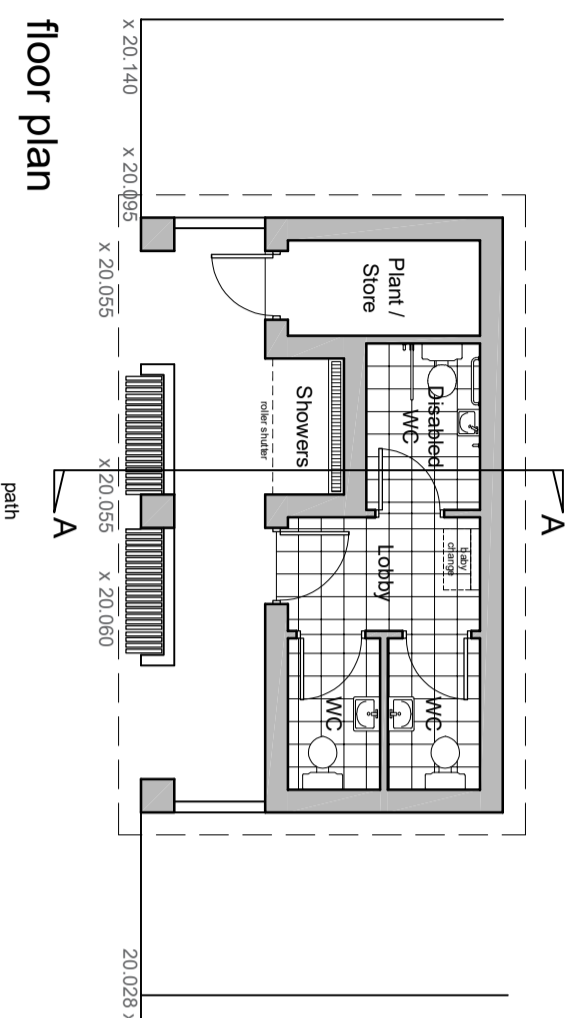 A
Plant /
Store
Disabled
WC
baby
change
Lobby
WC
WC
Showers
roller shutter
x 20.140
x 20.095
x 20.055
x 20.055
x 20.060
20.028 x
A
path
floor plan